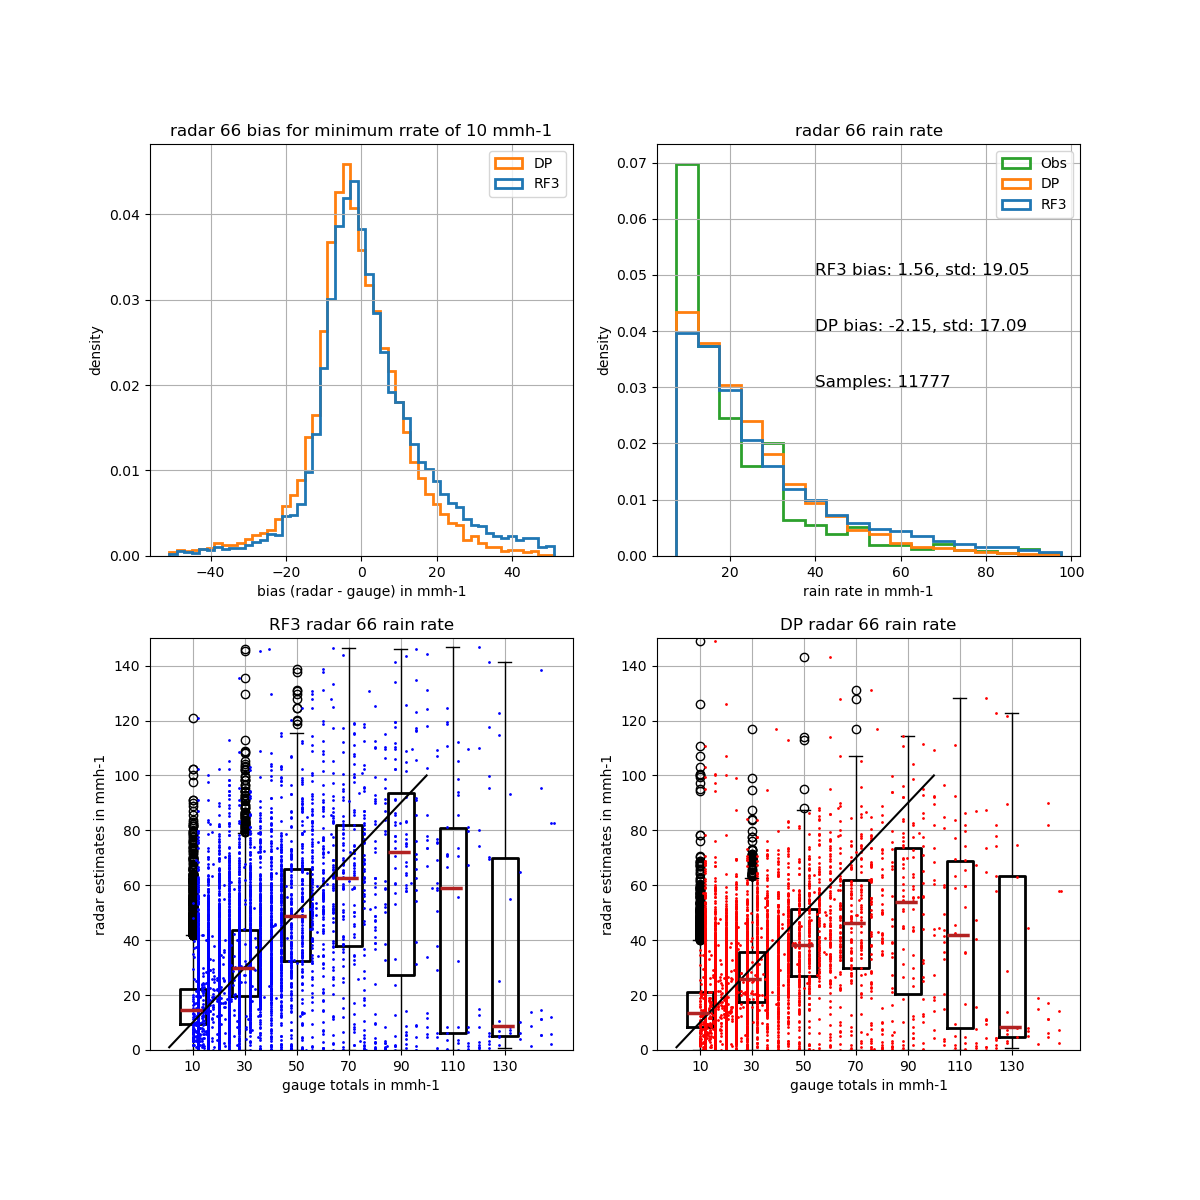 radar 66 bias for minimum rrate of 10 mmh-1
DP
RF3
density
0.04
0.03
0.02
0.01
0.00
−40
−20
0
20
40
bias (radar - gauge) in mmh-1
radar 66 rain rate
Obs
DP
RF3
RF3 bias: 1.56, std: 19.05
DP bias: -2.15, std: 17.09
Samples: 11777
density
0.07
0.06
0.05
0.04
0.03
0.02
0.01
0.00
20
40
60
80
100
rain rate in mmh-1
RF3 radar 66 rain rate
radar estimates in mmh-1
140
120
100
80
60
40
20
0
10
30
50
70
90
110
130
gauge totals in mmh-1
DP radar 66 rain rate
radar estimates in mmh-1
140
120
100
80
60
40
20
0
10
30
50
70
90
110
130
gauge totals in mmh-1